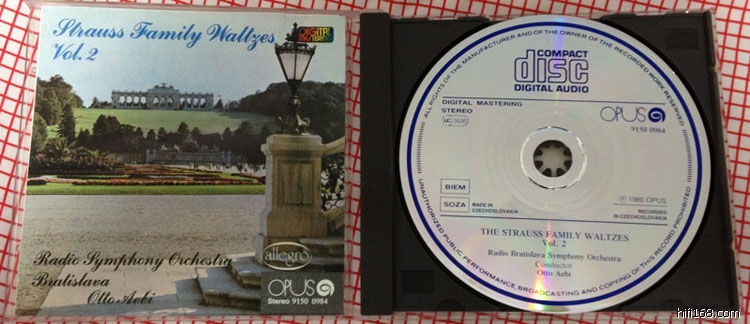 Strauss Family Waltzes
Vol. 2
DIGITAL
MASTERING
Radio Symphony Orchestra
Bratislava
Otto Aebi
allegro
OPUS
Stereo 9150 0984
ALL RIGHTS OF THE MANUFACTURER AND OF THE OWNER OF THE RECORDED WORK RESERVED
COMPACT
disc
DIGITAL AUDIO
DIGITAL MASTERING
STEREO
OPUS
9150 0984
BIEM
SOZA
MADE IN
CZECHOSLOVAKIA
℗ 1980 OPUS
RECORDED
IN CZECHOSLOVAKIA
THE STRAUSS FAMILY WALTZES
Vol. 2
Radio Bratislava Symphony Orchestra
Conductor
Otto Aebi
UNAUTHORIZED PUBLIC PERFORMANCE, BROADCASTING AND COPYING OF THIS RECORD PROHIBITED
hifi168.com